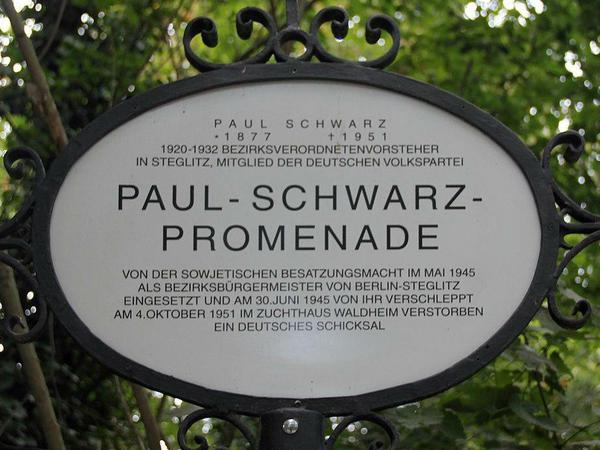 PAUL SCHWARZ
*1877 †1951
1920-1932 BEZIRKSVERORDNETENVORSTEHER
IN STEGLITZ, MITGLIED DER DEUTSCHEN VOLKSPARTEI
PAUL-SCHWARZ-
PROMENADE
VON DER SOWJETISCHEN BESATZUNGSMACHT IM MAI 1945
ALS BEZIRKSBÜRGERMEISTER VON BERLIN-STEGLITZ
EINGESETZT UND AM 30.JUNI 1945 VON IHR VERSCHLEPPT
AM 4.OKTOBER 1951 IM ZUCHTHAUS WALDHEIM VERSTORBEN
EIN DEUTSCHES SCHICKSAL